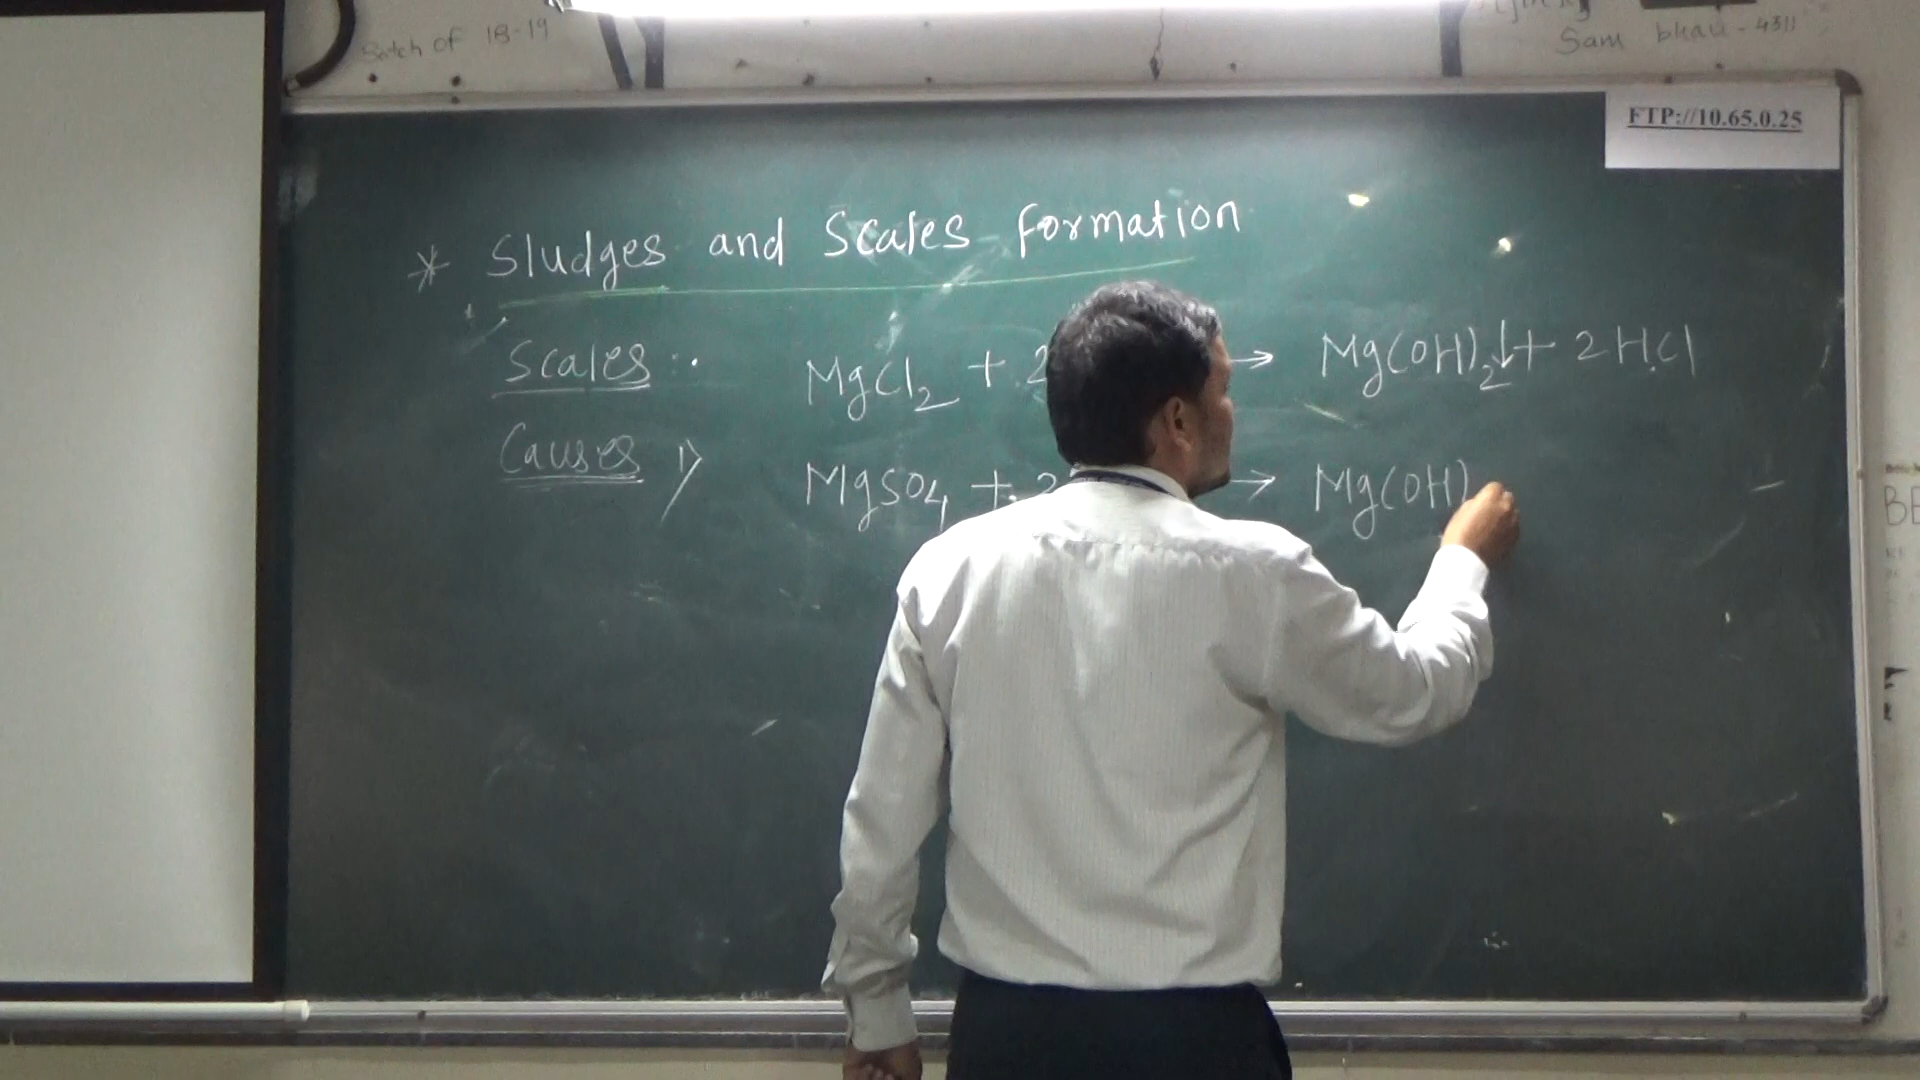 Batch of 18-19
Sam bhau - 4311
FTP://10.65.0.25
* Sludges and Scales formation
Scales :
MgCl2 + 2 → Mg(OH)2↓ + 2HCl
Causes 1)
MgSO4 + 2 → Mg(OH)
BE